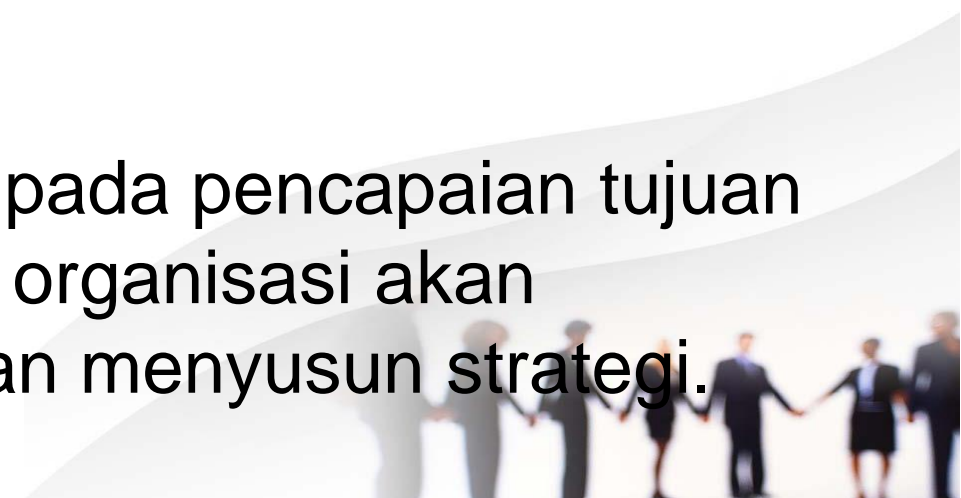 pada pencapaian tujuan
organisasi akan
an menyusun strategi.